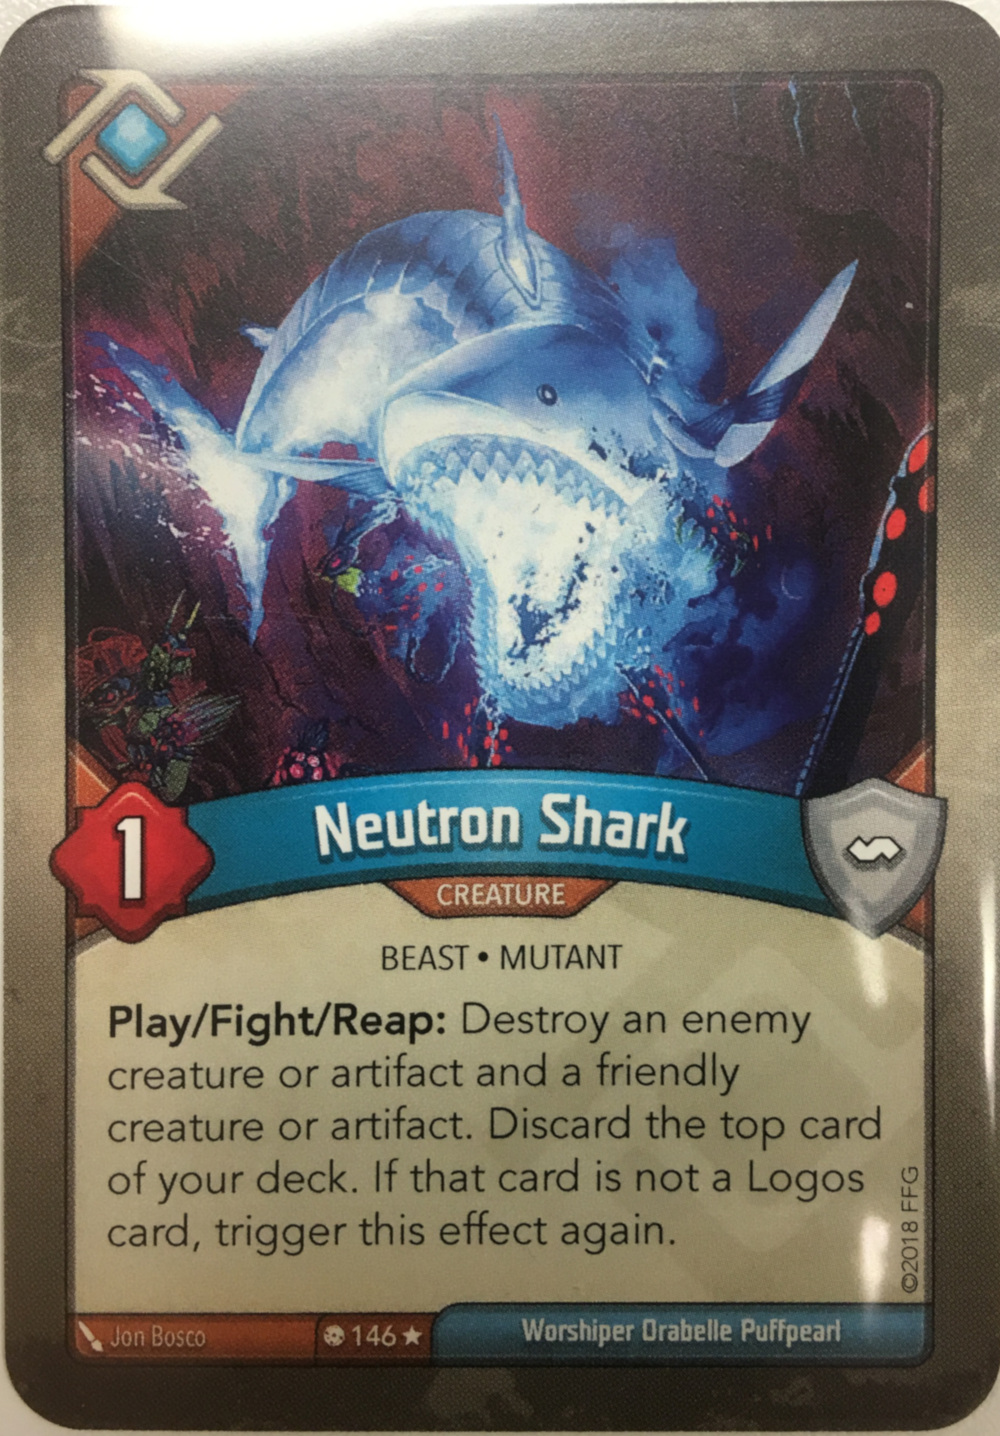 Neutron Shark
1
CREATURE
BEAST • MUTANT
Play/Fight/Reap: Destroy an enemy
creature or artifact and a friendly
creature or artifact. Discard the top card
of your deck. If that card is not a Logos
card, trigger this effect again.
©2018 FFG
Jon Bosco
146
Worshiper Orabelle Puffpearl